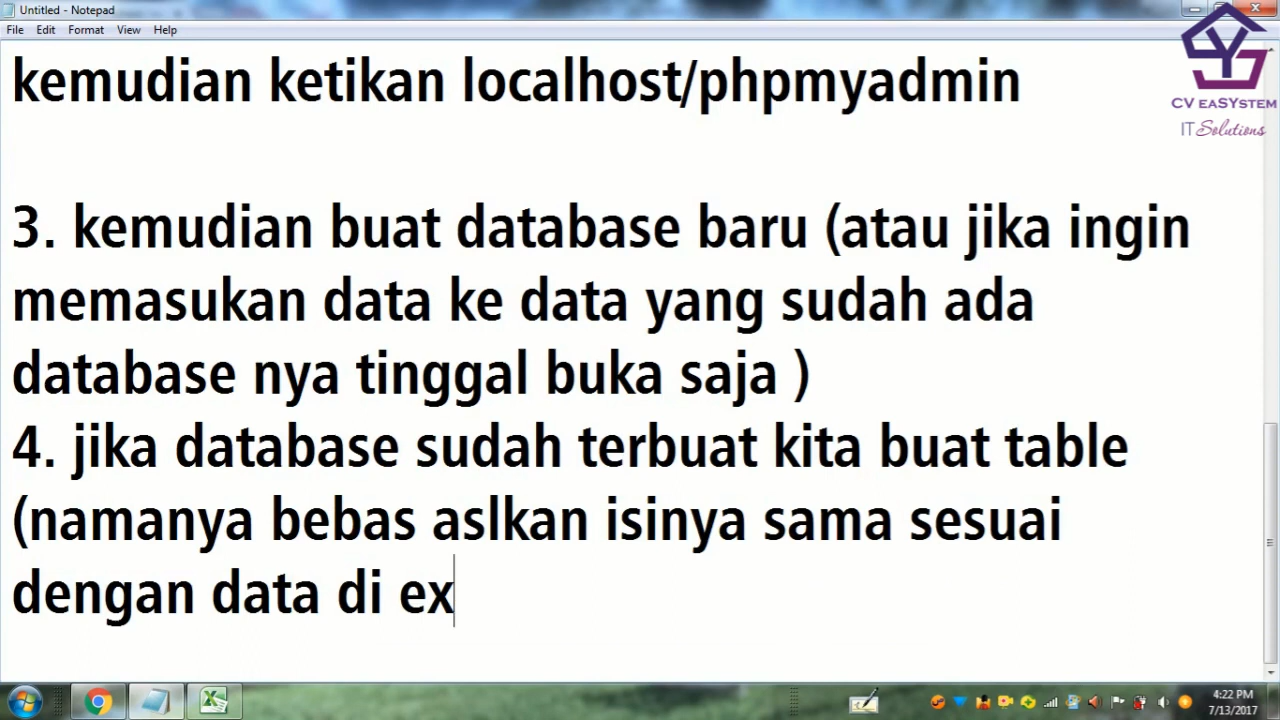 Untitled - Notepad
File Edit Format View Help
kemudian ketikan localhost/phpmyadmin
CV eaSYstem
IT Solutions
3. kemudian buat database baru (atau jika ingin
memasukan data ke data yang sudah ada
database nya tinggal buka saja )
4. jika database sudah terbuat kita buat table
(namanya bebas aslkan isinya sama sesuai
dengan data di ex
4:22 PM
7/13/2017